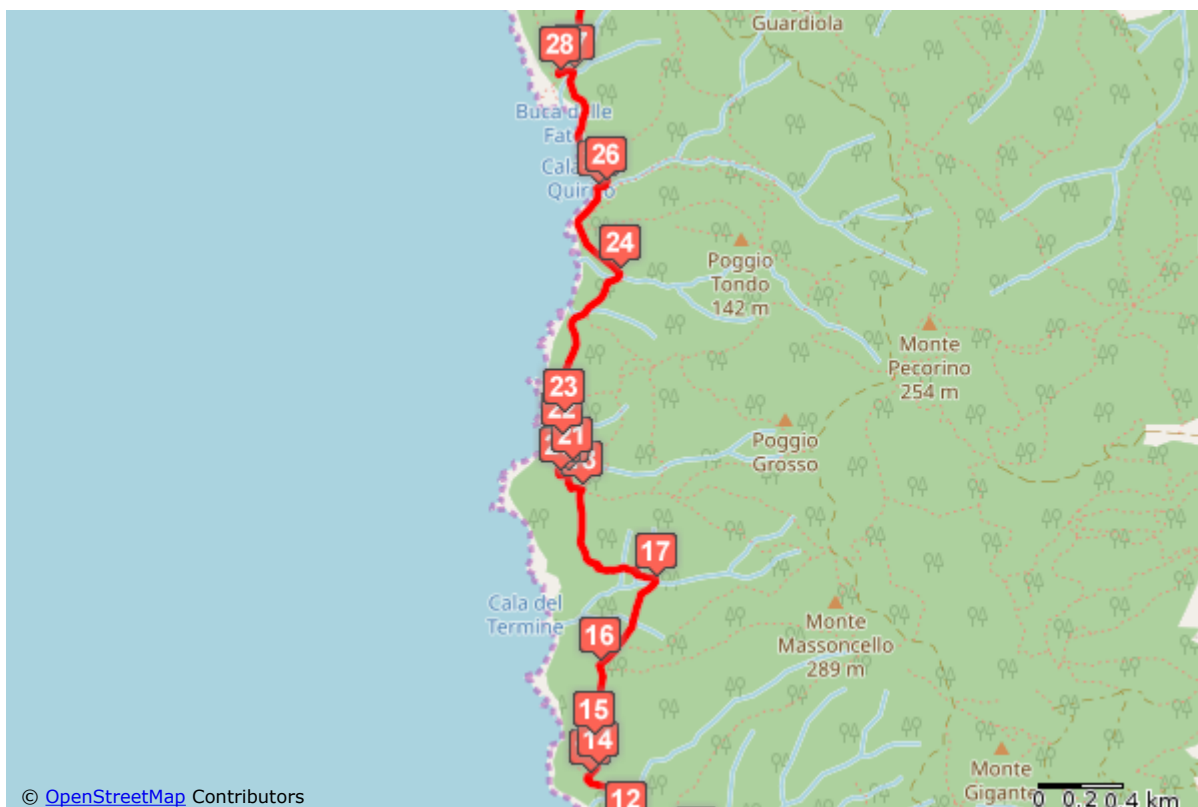 Guardiola
28
7
Buca delle
Fate
26
Cala
Quirico
24
Poggio
Tondo
142 m
Monte
Pecorino
254 m
23
22
21
Poggio
Grosso
17
Cala del
Termine
16
Monte
Massoncello
289 m
15
14
12
Monte
Gigante
0 0.2 0.4 km
© OpenStreetMap Contributors